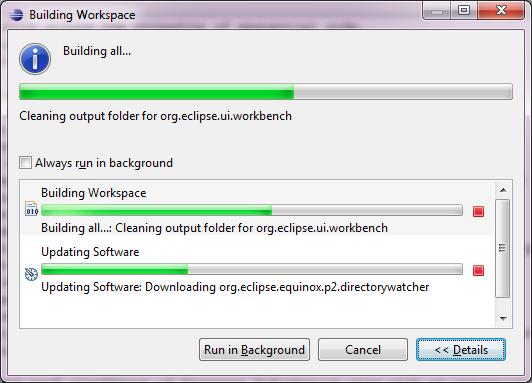 Building Workspace
Building all...
Cleaning output folder for org.eclipse.ui.workbench
Always run in background
Building Workspace
010
Building all...: Cleaning output folder for org.eclipse.ui.workbench
Updating Software
Updating Software: Downloading org.eclipse.equinox.p2.directorywatcher
Run in Background
Cancel
<< Details